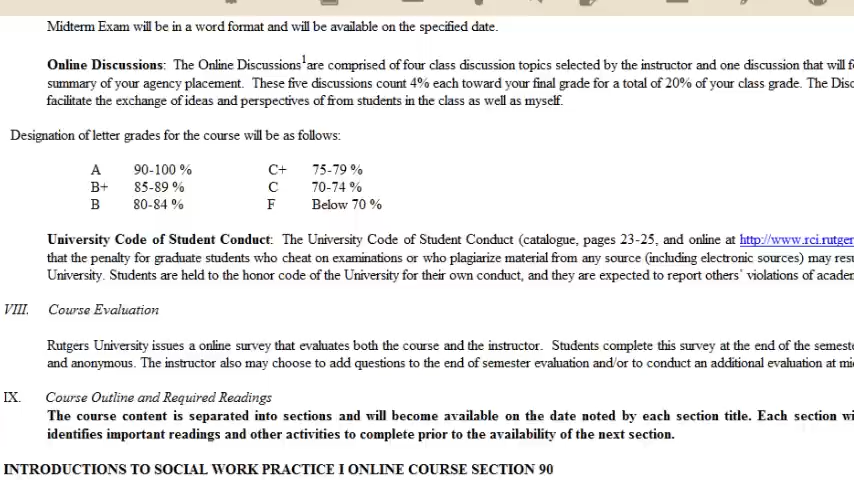 Midterm Exam will be in a word format and will be available on the specified date.
Online Discussions: The Online Discussions1are comprised of four class discussion topics selected by the instructor and one discussion that will
summary of your agency placement. These five discussions count 4% each toward your final grade for a total of 20% of your class grade. The
facilitate the exchange of ideas and perspectives of from students in the class as well as myself.
Designation of letter grades for the course will be as follows:
A 90-100 % C+ 75-79 %
B+ 85-89 % C 70-74 %
B 80-84 % F Below 70 %
University Code of Student Conduct: The University Code of Student Conduct (catalogue, pages 23-25, and online at http://www.rci.rutger
that the penalty for graduate students who cheat on examinations or who plagiarize material from any source (including electronic sources) may
University. Students are held to the honor code of the University for their own conduct, and they are expected to report others' violations of
VIII. Course Evaluation
Rutgers University issues a online survey that evaluates both the course and the instructor. Students complete this survey at the end of the
and anonymous. The instructor also may choose to add questions to the end of semester evaluation and/or to conduct an additional evaluation at
IX. Course Outline and Required Readings
The course content is separated into sections and will become available on the date noted by each section title. Each section
identifies important readings and other activities to complete prior to the availability of the next section.
INTRODUCTIONS TO SOCIAL WORK PRACTICE I ONLINE COURSE SECTION 90